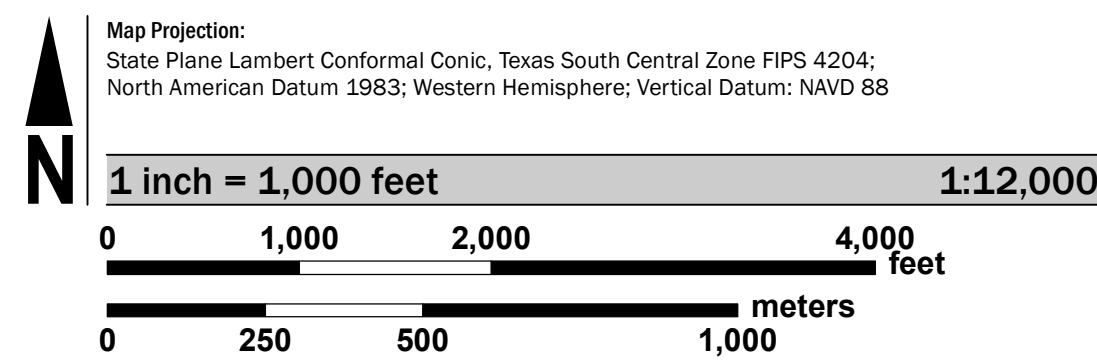 Map Projection:
State Plane Lambert Conformal Conic, Texas South Central Zone FIPS 4204;
North American Datum 1983; Western Hemisphere; Vertical Datum: NAVD 88
N
1 inch = 1,000 feet 1:12,000
0 1,000 2,000 4,000
feet
meters
0 250 500 1,000